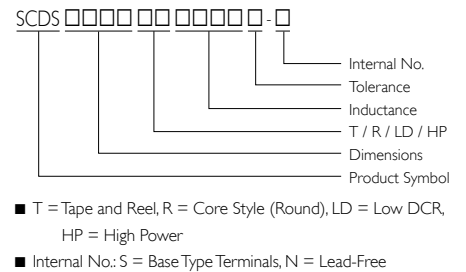 SCDS □□□□ □□ □□□□ □ - □
Internal No.
Tolerance
Inductance
T / R / LD / HP
Dimensions
Product Symbol
■ T = Tape and Reel, R = Core Style (Round), LD = Low DCR,
HP = High Power
■ Internal No.: S = Base Type Terminals, N = Lead-Free